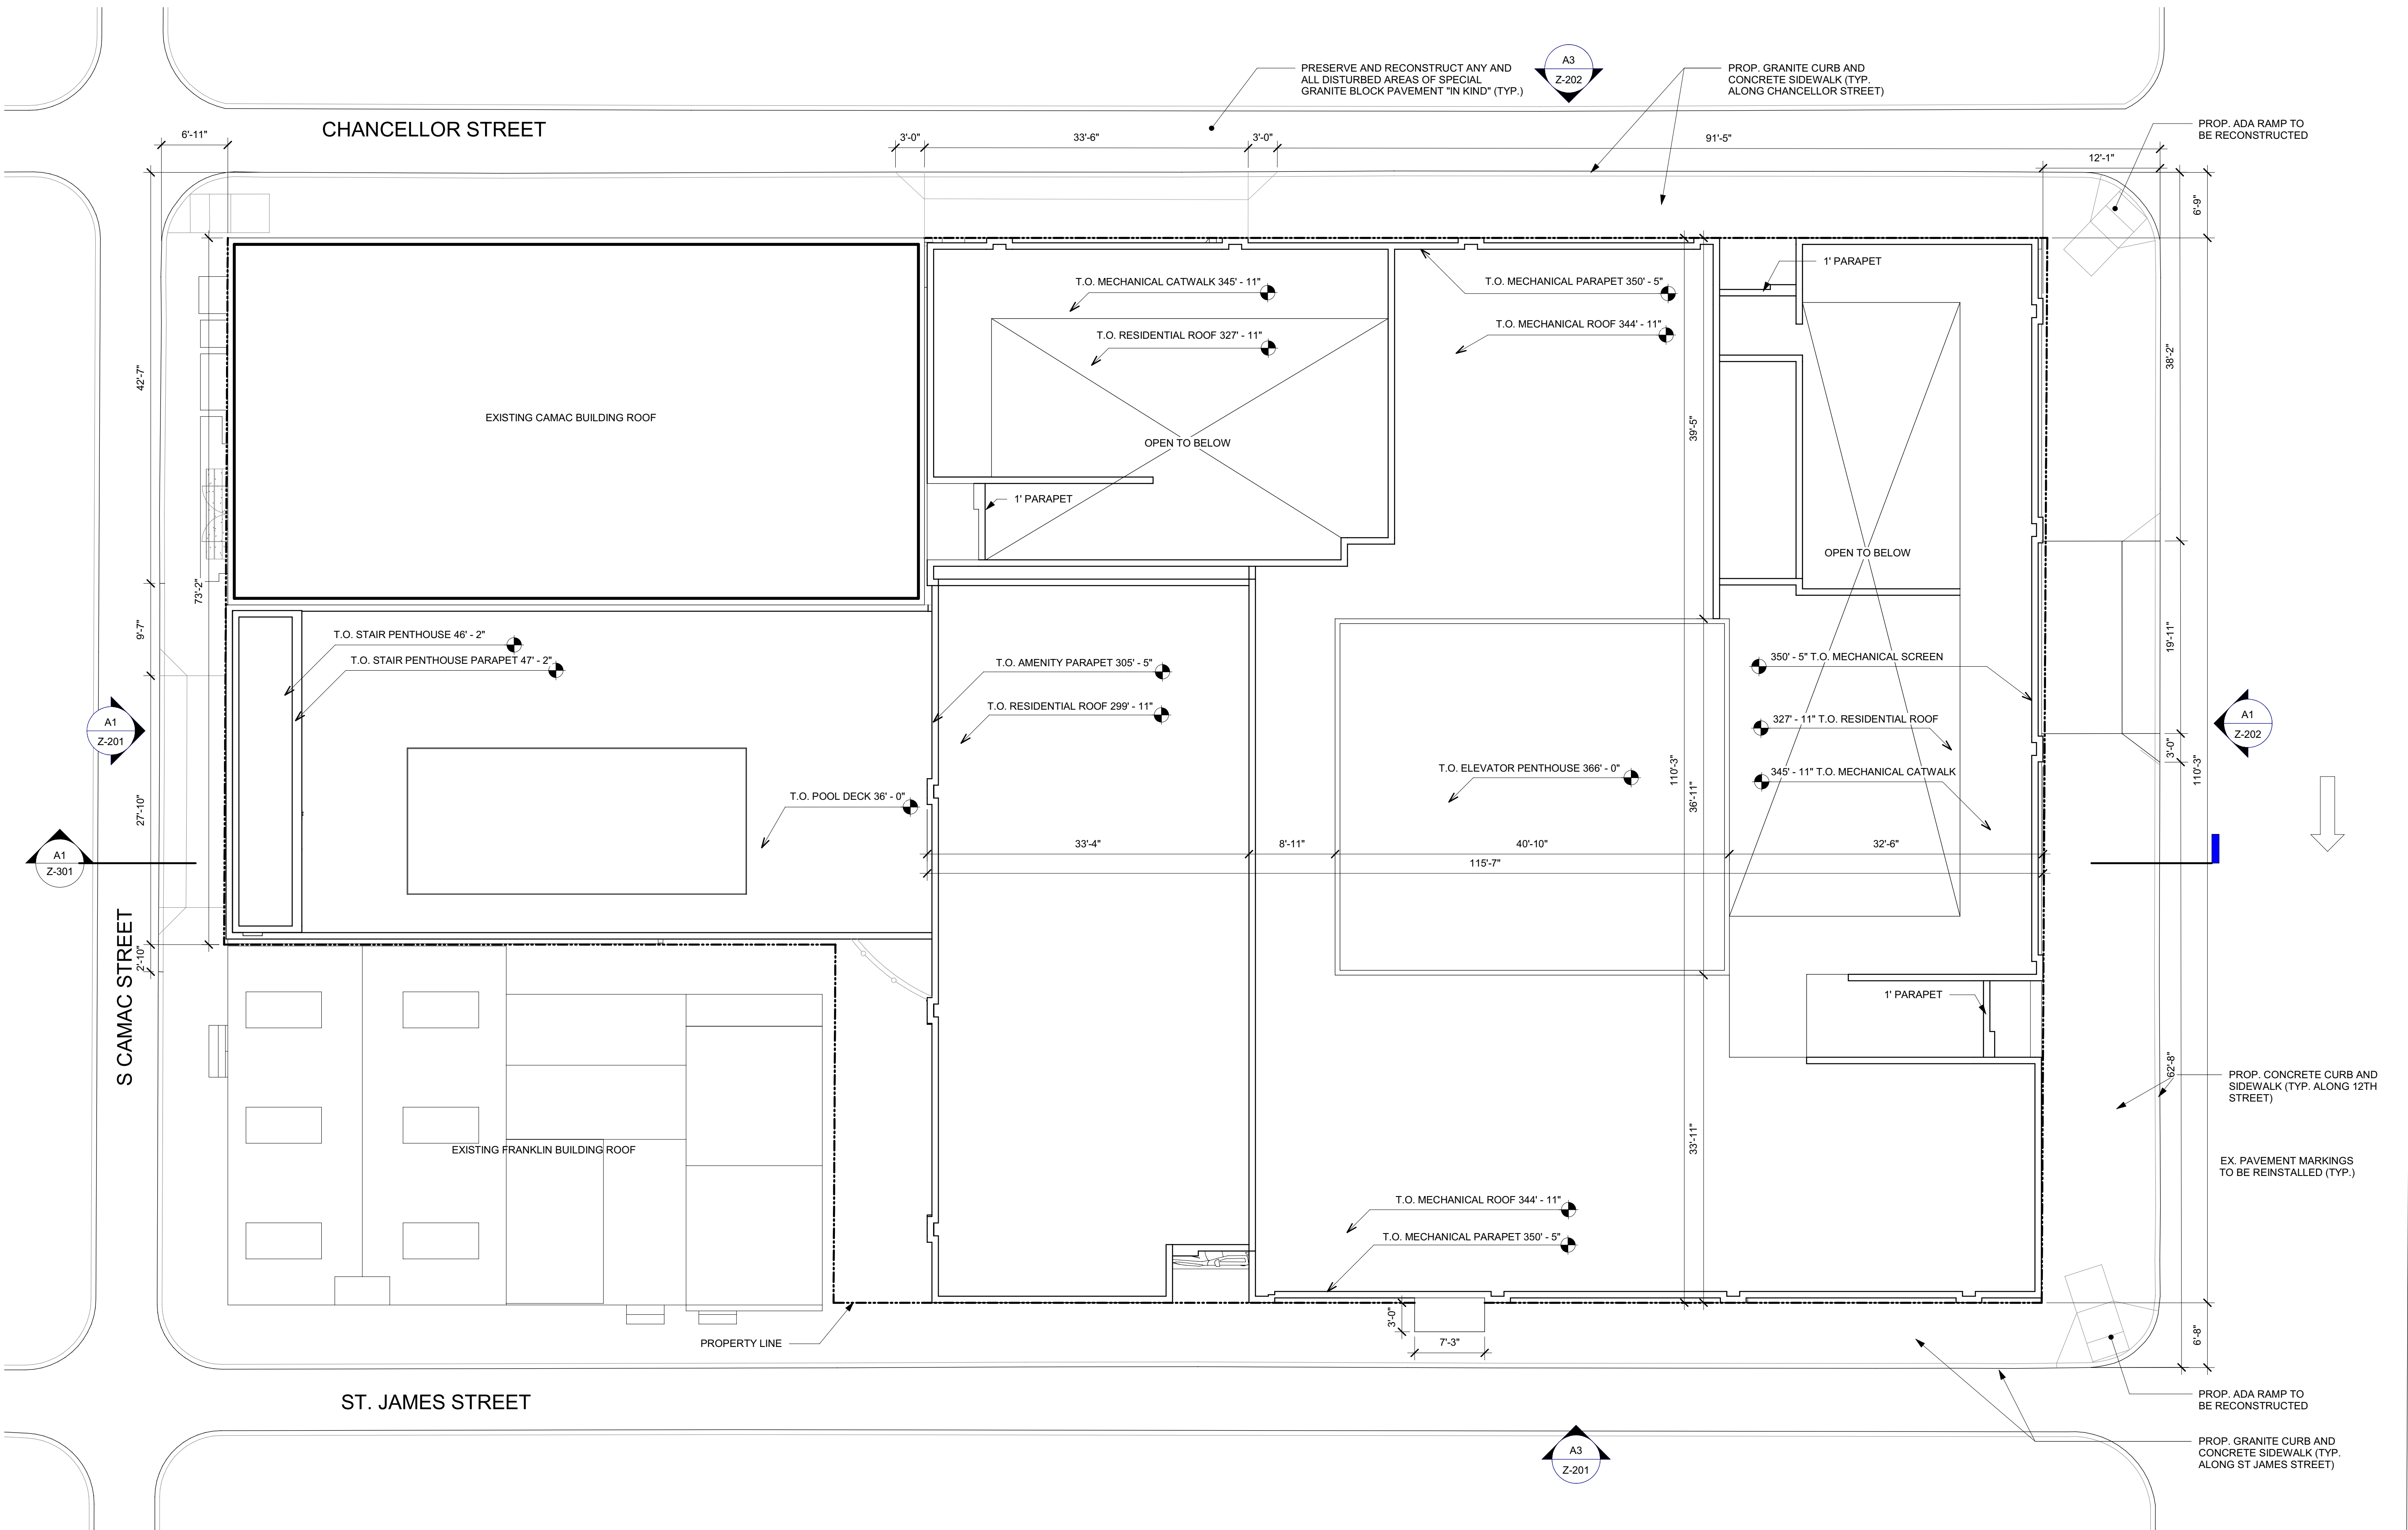 PRESERVE AND RECONSTRUCT ANY AND
ALL DISTURBED AREAS OF SPECIAL
GRANITE BLOCK PAVEMENT "IN KIND" (TYP.)
A3
Z-202
PROP. GRANITE CURB AND
CONCRETE SIDEWALK (TYP.
ALONG CHANCELLOR STREET)
PROP. ADA RAMP TO
BE RECONSTRUCTED
CHANCELLOR STREET
6'-11"
3'-0"
33'-6"
3'-0"
91'-5"
12'-1"
6'-9"
T.O. MECHANICAL CATWALK 345' - 11"
T.O. MECHANICAL PARAPET 350' - 5"
1' PARAPET
T.O. RESIDENTIAL ROOF 327' - 11"
T.O. MECHANICAL ROOF 344' - 11"
42'-7"
38'-2"
EXISTING CAMAC BUILDING ROOF
39'-5"
OPEN TO BELOW
1' PARAPET
OPEN TO BELOW
73'-2"
9'-7"
19'-11"
T.O. STAIR PENTHOUSE 46' - 2"
T.O. STAIR PENTHOUSE PARAPET 47' - 2"
T.O. AMENITY PARAPET 305' - 5"
350' - 5" T.O. MECHANICAL SCREEN
T.O. RESIDENTIAL ROOF 299' - 11"
327' - 11" T.O. RESIDENTIAL ROOF
A1
Z-201
A1
Z-202
3'-0"
T.O. ELEVATOR PENTHOUSE 366' - 0"
110'-3"
345' - 11" T.O. MECHANICAL CATWALK
110'-3"
T.O. POOL DECK 36' - 0"
27'-10"
36'-11"
33'-4"
8'-11"
40'-10"
32'-6"
115'-7"
A1
Z-301
2'-10"
S CAMAC STREET
1' PARAPET
62'-8"
PROP. CONCRETE CURB AND
SIDEWALK (TYP. ALONG 12TH
STREET)
33'-11"
EXISTING FRANKLIN BUILDING ROOF
EX. PAVEMENT MARKINGS
TO BE REINSTALLED (TYP.)
T.O. MECHANICAL ROOF 344' - 11"
T.O. MECHANICAL PARAPET 350' - 5"
3'-0"
7'-3"
6'-8"
PROPERTY LINE
ST. JAMES STREET
PROP. ADA RAMP TO
BE RECONSTRUCTED
A3
Z-201
PROP. GRANITE CURB AND
CONCRETE SIDEWALK (TYP.
ALONG ST JAMES STREET)